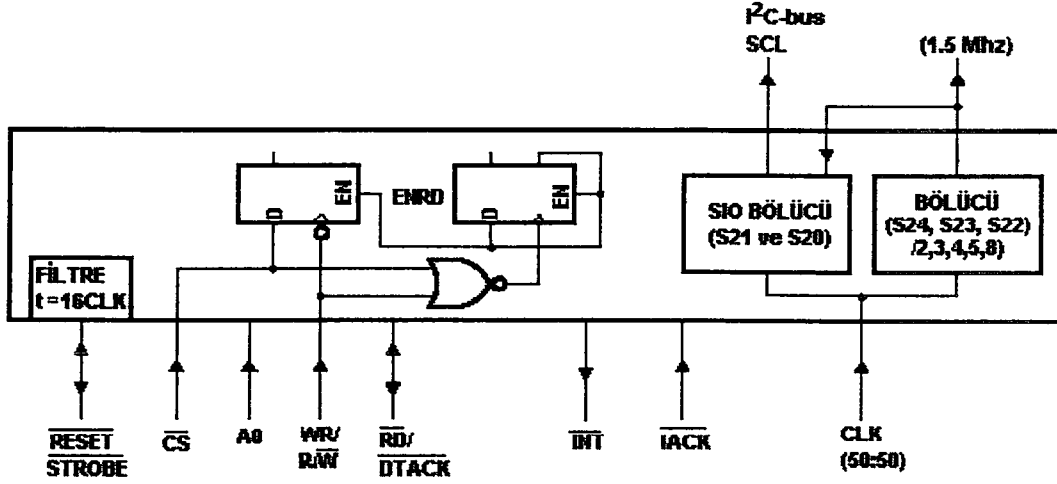 I²C-bus
SCL
(1.5 Mhz)
EN
D
ENRD
EN
D
SIO BÖLÜCÜ
(S21 ve S20)
BÖLÜCÜ
(S24, S23, S22)
/2,3,4,5,8)
FİLTRE
t=16CLK
RESET
STROBE
CS
A0
WR/
R/W
RD/
DTACK
INT
IACK
CLK
(50:50)